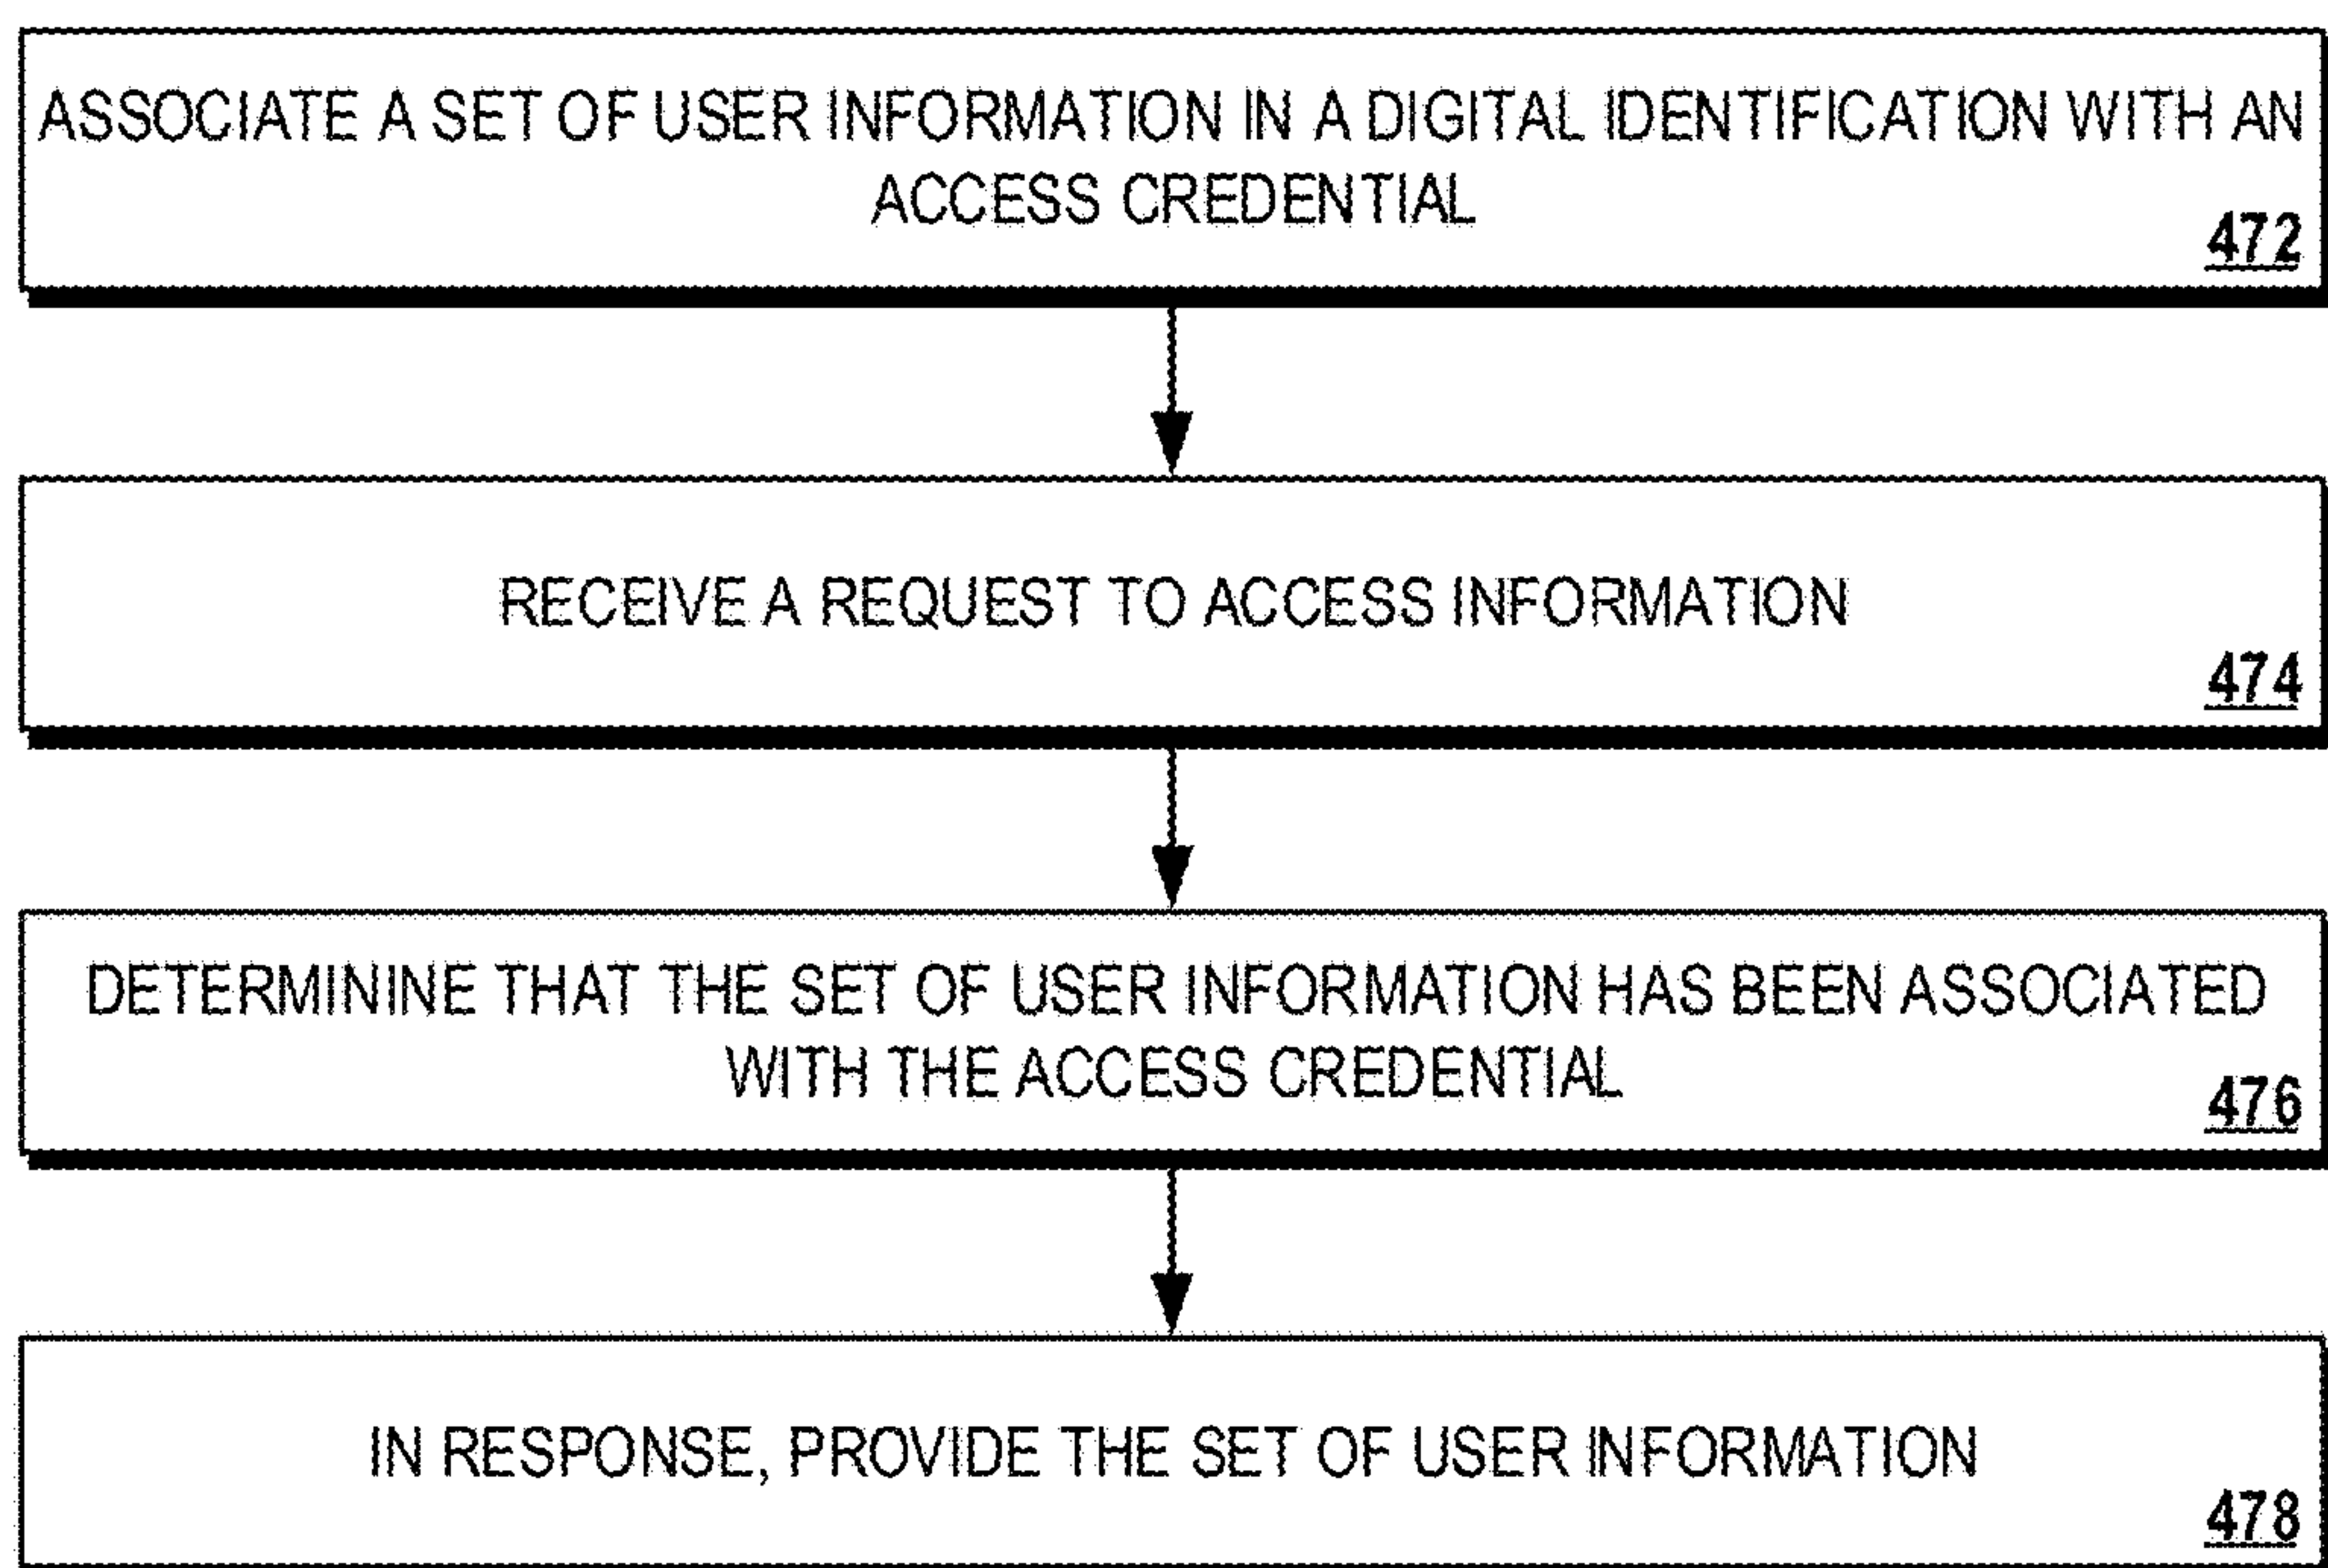 ASSOCIATE A SET OF USER INFORMATION IN A DIGITAL IDENTIFICATION WITH AN
ACCESS CREDENTIAL
472
RECEIVE A REQUEST TO ACCESS INFORMATION
474
DETERMININE THAT THE SET OF USER INFORMATION HAS BEEN ASSOCIATED
WITH THE ACCESS CREDENTIAL
476
IN RESPONSE, PROVIDE THE SET OF USER INFORMATION
478